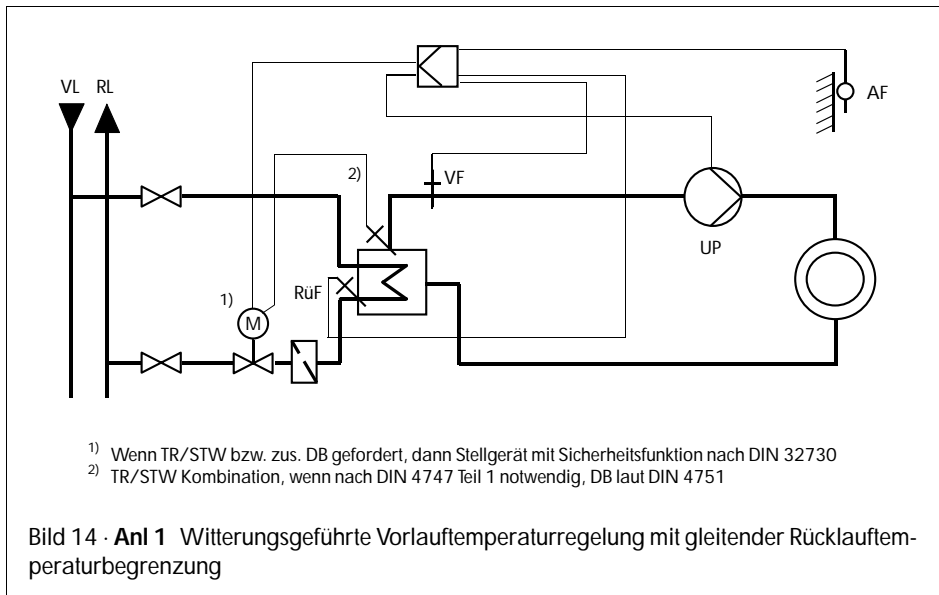 VL RL
AF
2)
VF
UP
1)
RüF
M
1) Wenn TR/STW bzw. zus. DB gefordert, dann Stellgerät mit Sicherheitsfunktion nach DIN 32730
2) TR/STW Kombination, wenn nach DIN 4747 Teil 1 notwendig, DB laut DIN 4751
Bild 14 · Anl 1 Witterungsgeführte Vorlauftemperaturregelung mit gleitender Rücklauftem-
peraturbegrenzung